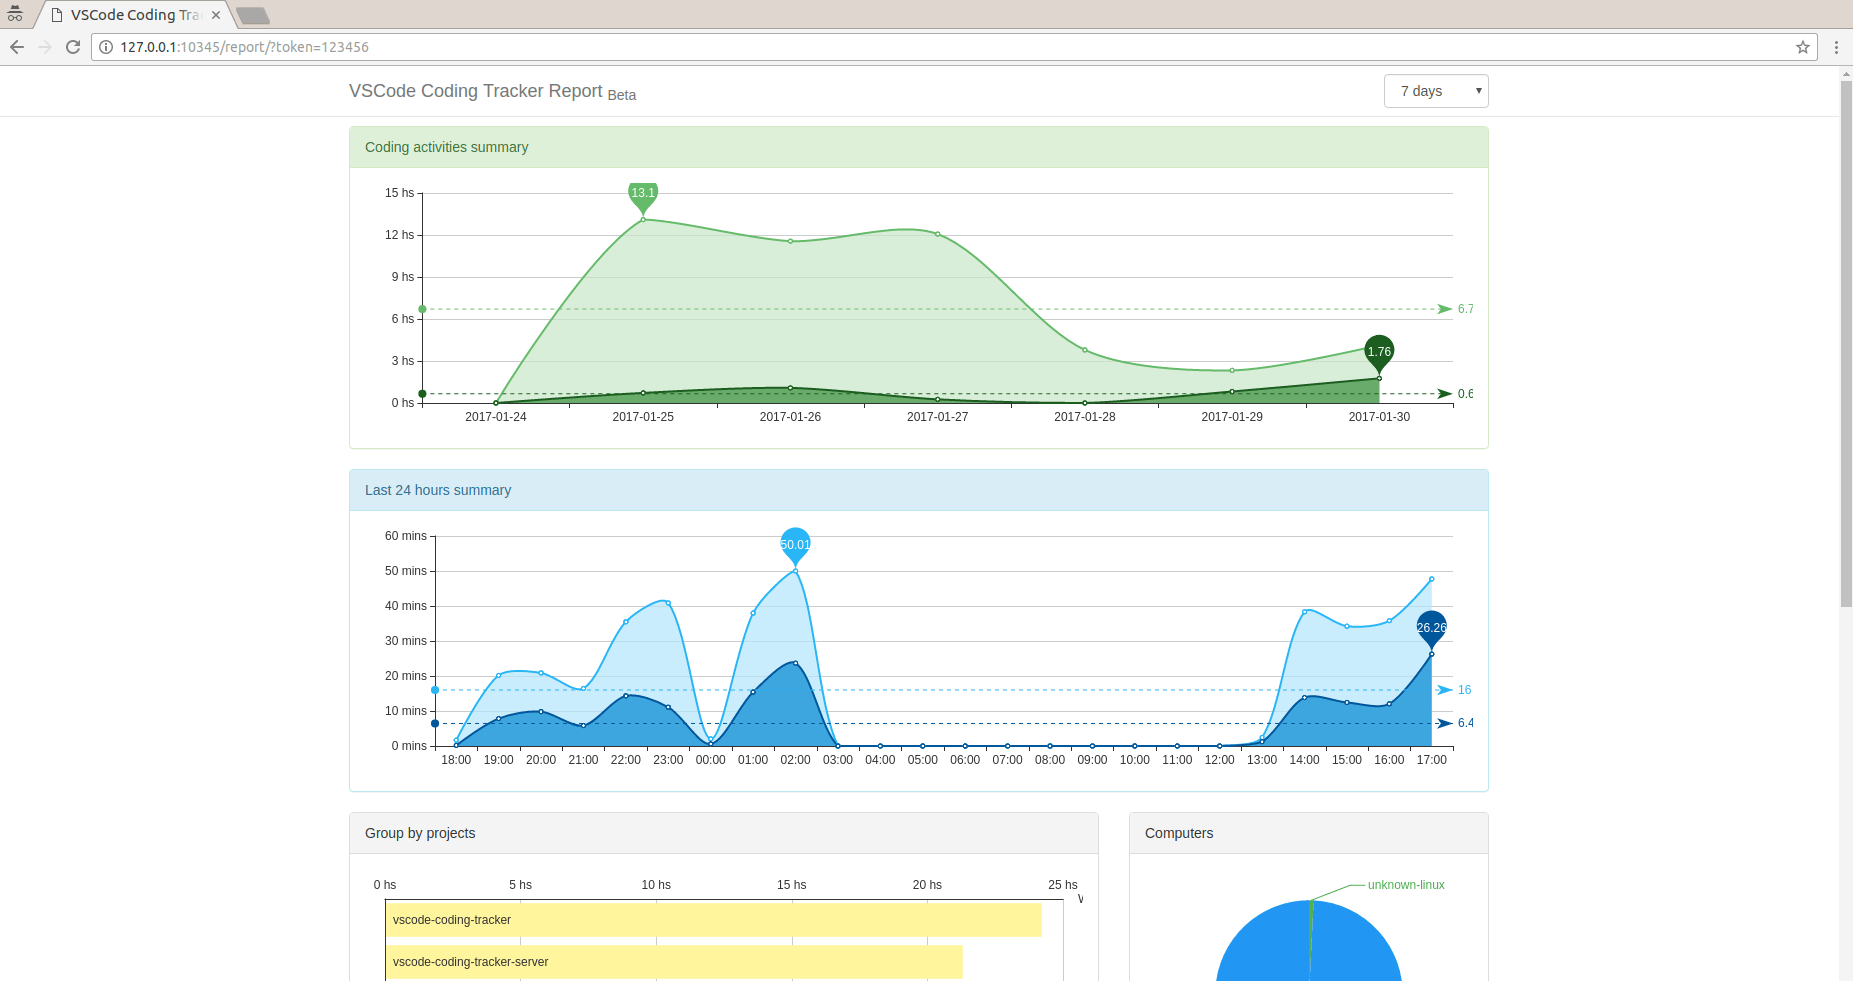 VSCode Coding Tra
127.0.0.1:10345/report/?token=123456
VSCode Coding Tracker Report Beta
7 days
Coding activities summary
15 hs
12 hs
9 hs
6 hs
3 hs
0 hs
13.1
6.7
1.76
0.6
2017-01-24 2017-01-25 2017-01-26 2017-01-27 2017-01-28 2017-01-29 2017-01-30
Last 24 hours summary
60 mins
50 mins
40 mins
30 mins
20 mins
10 mins
0 mins
50.01
26.26
16
6.4
18:00 19:00 20:00 21:00 22:00 23:00 00:00 01:00 02:00 03:00 04:00 05:00 06:00 07:00 08:00 09:00 10:00 11:00 12:00 13:00 14:00 15:00 16:00 17:00
Group by projects
0 hs 5 hs 10 hs 15 hs 20 hs 25 hs
vscode-coding-tracker
vscode-coding-tracker-server
Computers
unknown-linux